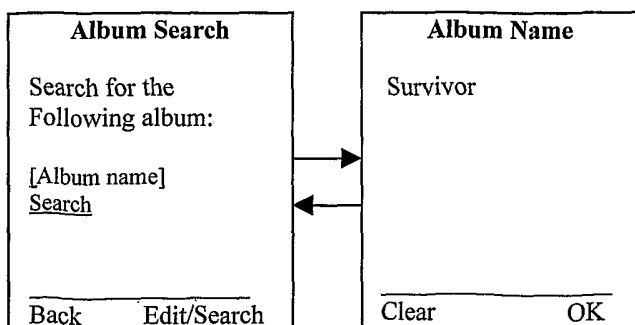 Album Search
Search for the
Following album:
[Album name]
Search
Back Edit/Search
Album Name
Survivor
Clear OK